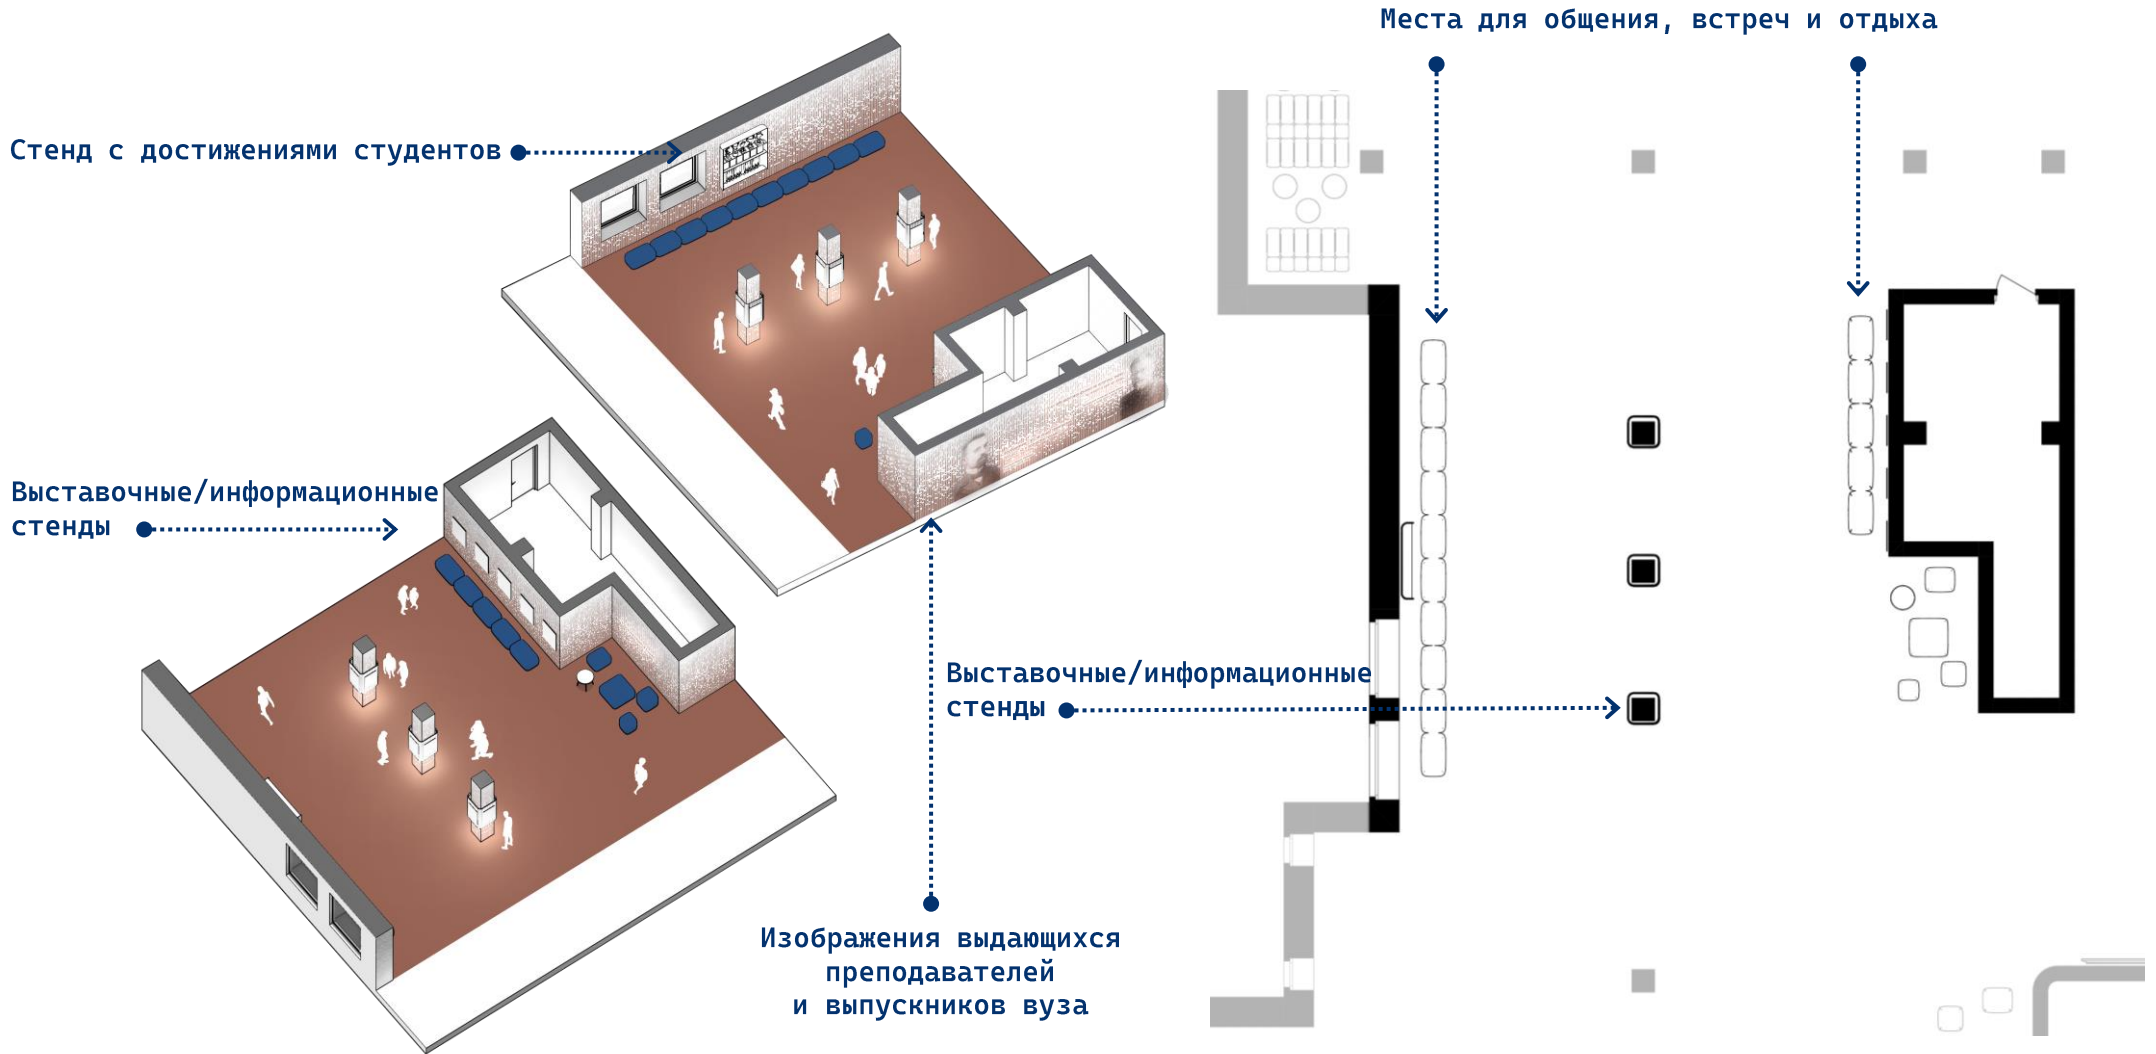 Места для общения, встреч и отдыха
Стенд с достижениями студентов
Выставочные/информационные
стенды
Выставочные/информационные
стенды
Изображения выдающихся
преподавателей
и выпускников вуза